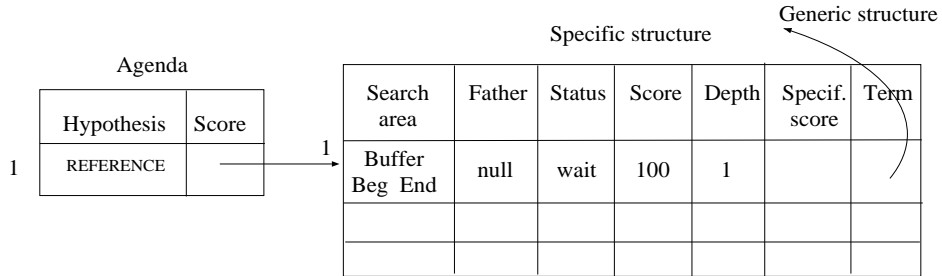 Generic structure
Specific structure
Agenda
Hypothesis Score
1 REFERENCE
Search area Father Status Score Depth Specif. score Term
1 Buffer Beg End null wait 100 1